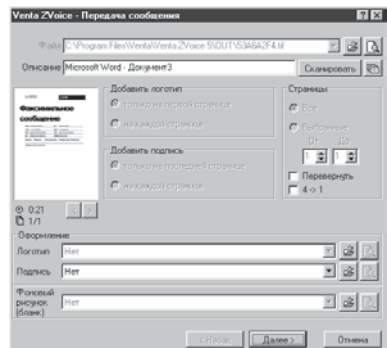 Venta ZVoice - Передача сообщения
Файл C:\Program Files\Venta\Venta ZVoice 5\OUT\50A6A2F4.tif
Описание Microsoft Word - Документ3 Сканировать
Добавить логотип
только на первой странице
на каждой странице
Добавить подпись
только на последней странице
на каждой странице
Страницы
Все
Выбранные
От До
1 1
Перевернуть
4 -> 1
Факсимильное
сообщение
0:21
1/1
Оформление
Логотип Нет
Подпись Нет
Фоновый
рисунок
(бланк) Нет
< Назад Далее > Отмена